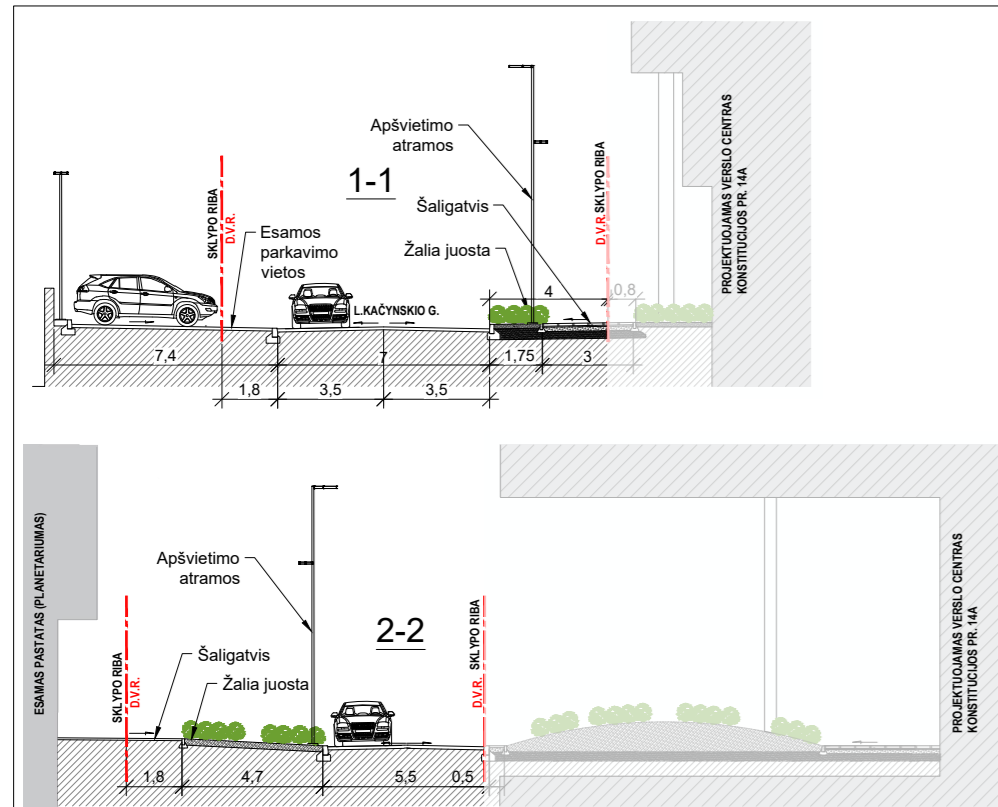 1-1
Apšvietimo
atramos
Šaligatvis
Žalia juosta
Esamos
parkavimo
vietos
SKLYPO RIBA
D.V.R.
L.KAČYNSKIO G.
D.V.R. SKLYPO RIBA
PROJEKTUOJAMAS VERSLO CENTRAS
KONSTITUCIJOS PR. 14A
4
0,8
7,4
7
1,75
3
1,8
3,5
3,5
ESAMAS PASTATAS (PLANETARIUMAS)
2-2
Apšvietimo
atramos
Šaligatvis
Žalia juosta
SKLYPO RIBA
D.V.R.
D.V.R. SKLYPO RIBA
PROJEKTUOJAMAS VERSLO CENTRAS
KONSTITUCIJOS PR. 14A
1,8
4,7
5,5
0,5